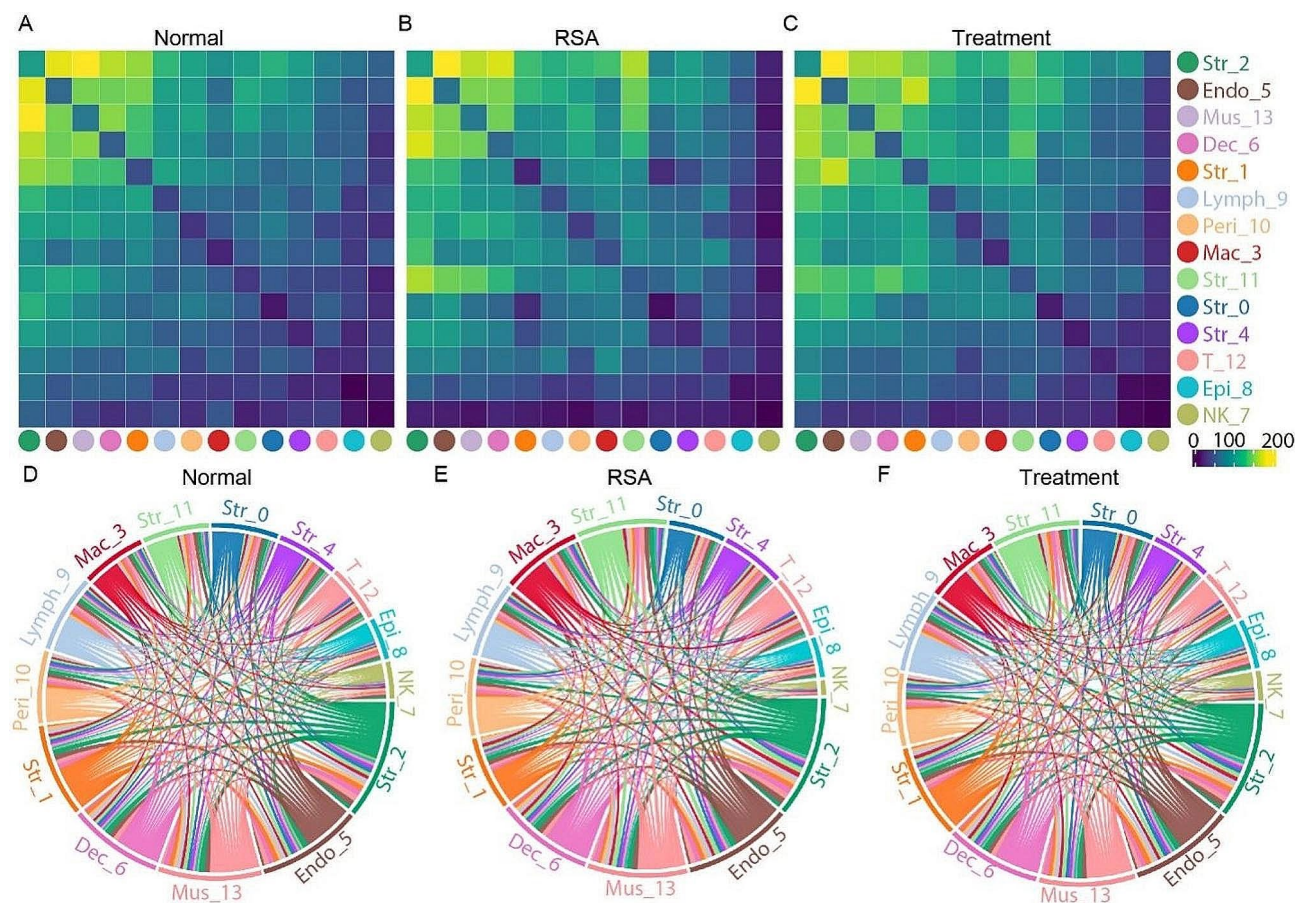 A
Normal
B
RSA
C
Treatment
Str_2
Endo_5
Mus_13
Dec_6
Str_1
Lymph_9
Peri_10
Mac_3
Str_11
Str_0
Str_4
T_12
Epi_8
NK_7
0 100 200
D
Normal
Str_11
Str_0
Str_4
T_12
Epi_8
NK_7
Str_2
Endo_5
Mus_13
Dec_6
Str_1
Peri_10
Lymph_9
Mac_3
E
RSA
Str_11
Str_0
Str_4
T_12
Epi_8
NK_7
Str_2
Endo_5
Mus_13
Dec_6
Str_1
Peri_10
Lymph_9
Mac_3
F
Treatment
Str_11
Str_0
Str_4
T_12
Epi_8
NK_7
Str_2
Endo_5
Mus_13
Dec_6
Str_1
Peri_10
Lymph_9
Mac_3